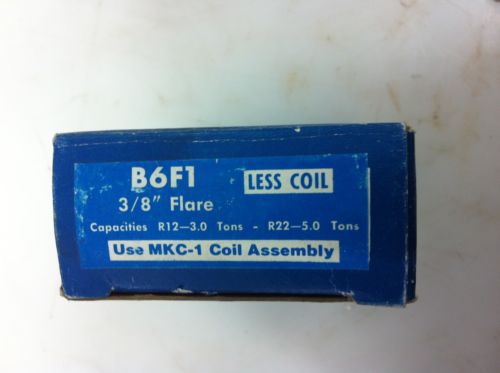 B6F1 LESS COIL
3/8" Flare
Capacities R12—3.0 Tons - R22—5.0 Tons
Use MKC-1 Coil Assembly